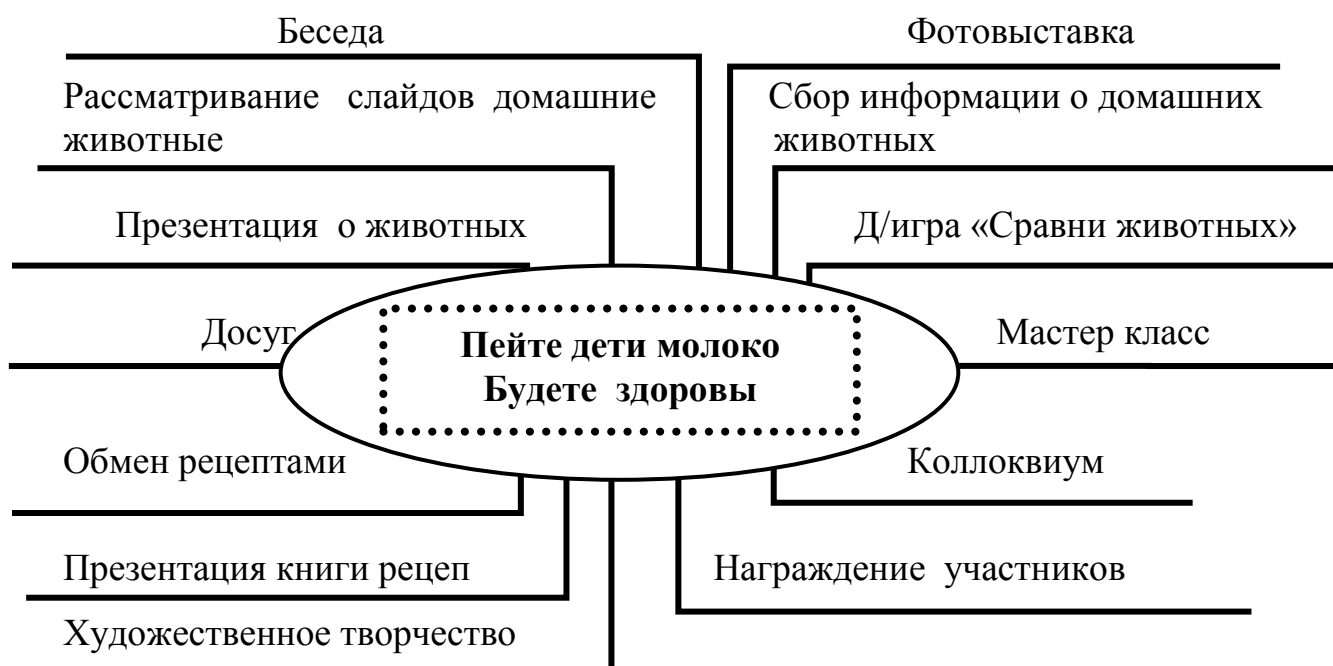 Беседа
Фотовыставка
Рассматривание слайдов домашние
животные
Сбор информации о домашних
животных
Презентация о животных
Д/игра «Сравни животных»
Досуг
Пейте дети молоко
Будете здоровы
Мастер класс
Обмен рецептами
Коллоквиум
Презентация книги рецеп
Награждение участников
Художественное творчество